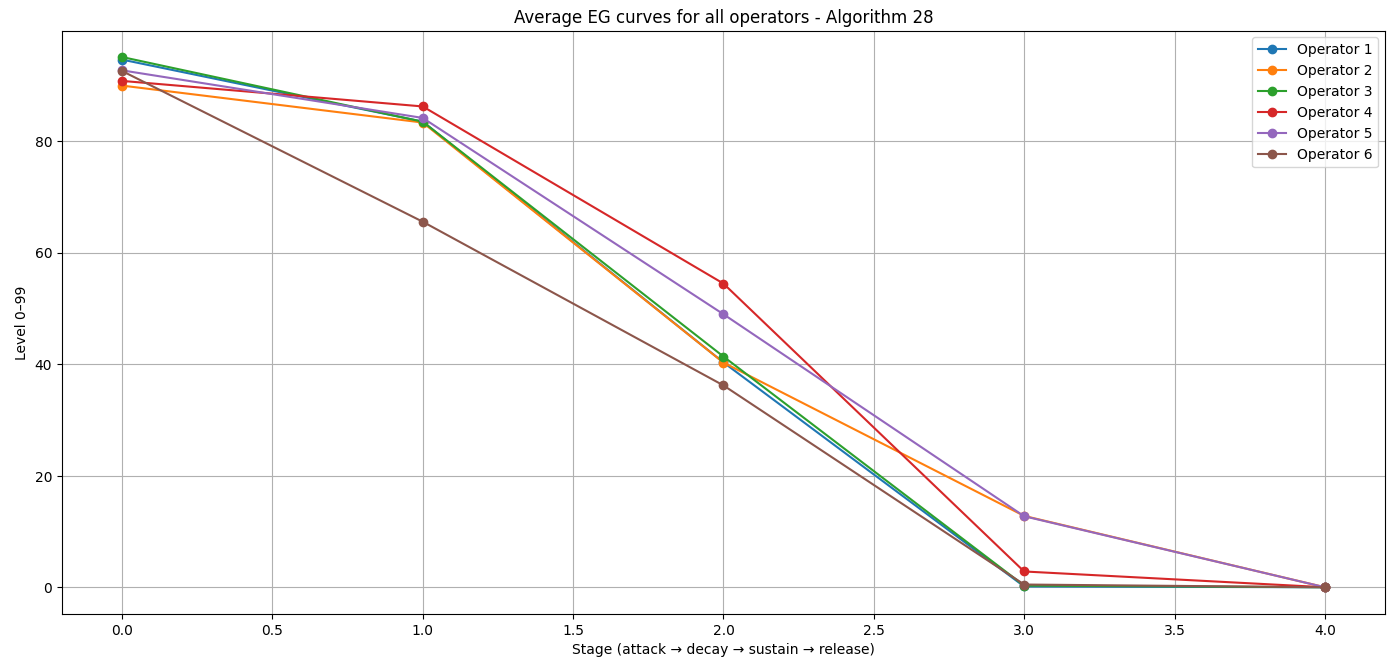 Average EG curves for all operators - Algorithm 28
Operator 1
Operator 2
Operator 3
Operator 4
Operator 5
Operator 6
Level 0–99
80
60
40
20
0
0.0 0.5 1.0 1.5 2.0 2.5 3.0 3.5 4.0
Stage (attack → decay → sustain → release)